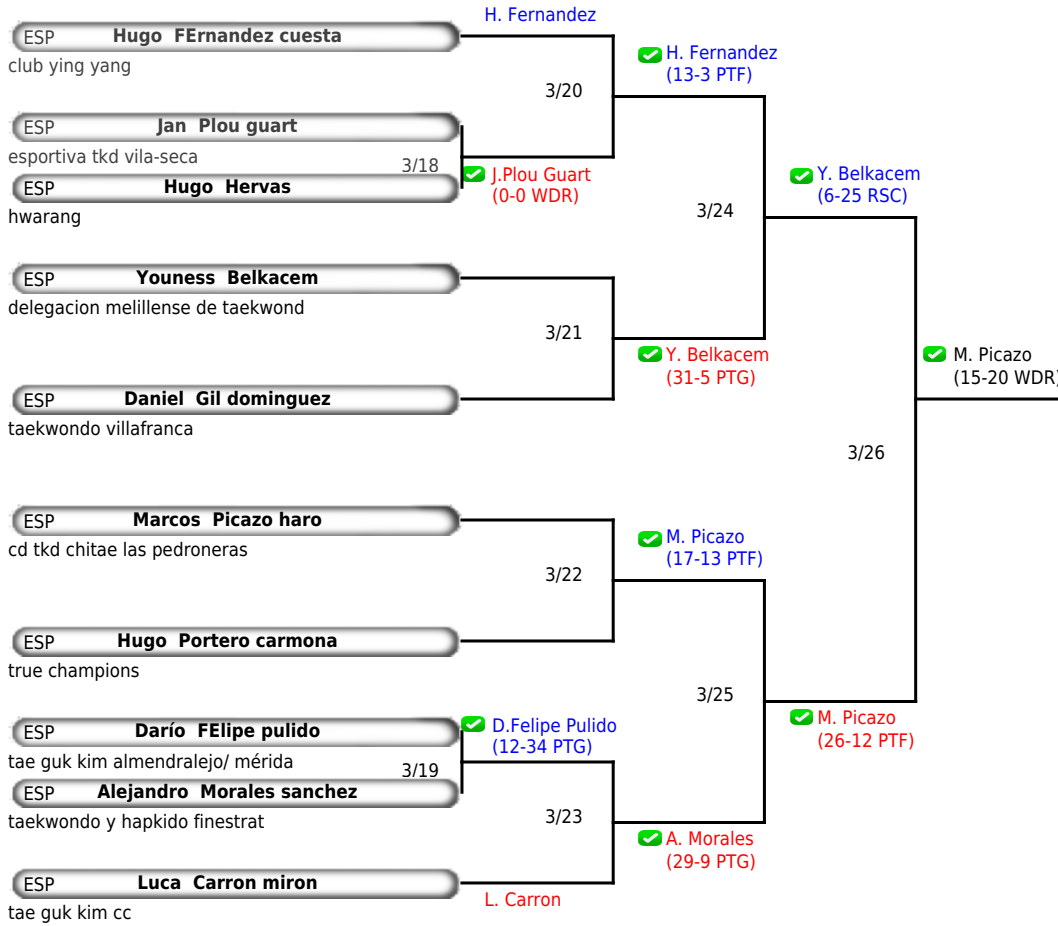 H. Fernandez
ESP Hugo FErnandez cuesta
club ying yang
H. Fernandez
(13-3 PTF)
3/20
ESP Jan Plou guart
esportiva tkd vila-seca
3/18
J.Plou Guart
(0-0 WDR)
ESP Hugo Hervas
hwarang
Y. Belkacem
(6-25 RSC)
3/24
ESP Youness Belkacem
delegacion melillense de taekwond
3/21
Y. Belkacem
(31-5 PTG)
M. Picazo
(15-20 WDR)
ESP Daniel Gil dominguez
taekwondo villafranca
3/26
ESP Marcos Picazo haro
cd tkd chitae las pedroneras
M. Picazo
(17-13 PTF)
3/22
ESP Hugo Portero carmona
true champions
3/25
M. Picazo
(26-12 PTF)
ESP Darío FElipe pulido
tae guk kim almendralejo/ mérida
D.Felipe Pulido
(12-34 PTG)
3/19
ESP Alejandro Morales sanchez
taekwondo y hapkido finestrat
3/23
A. Morales
(29-9 PTG)
ESP Luca Carron miron
tae guk kim cc
L. Carron